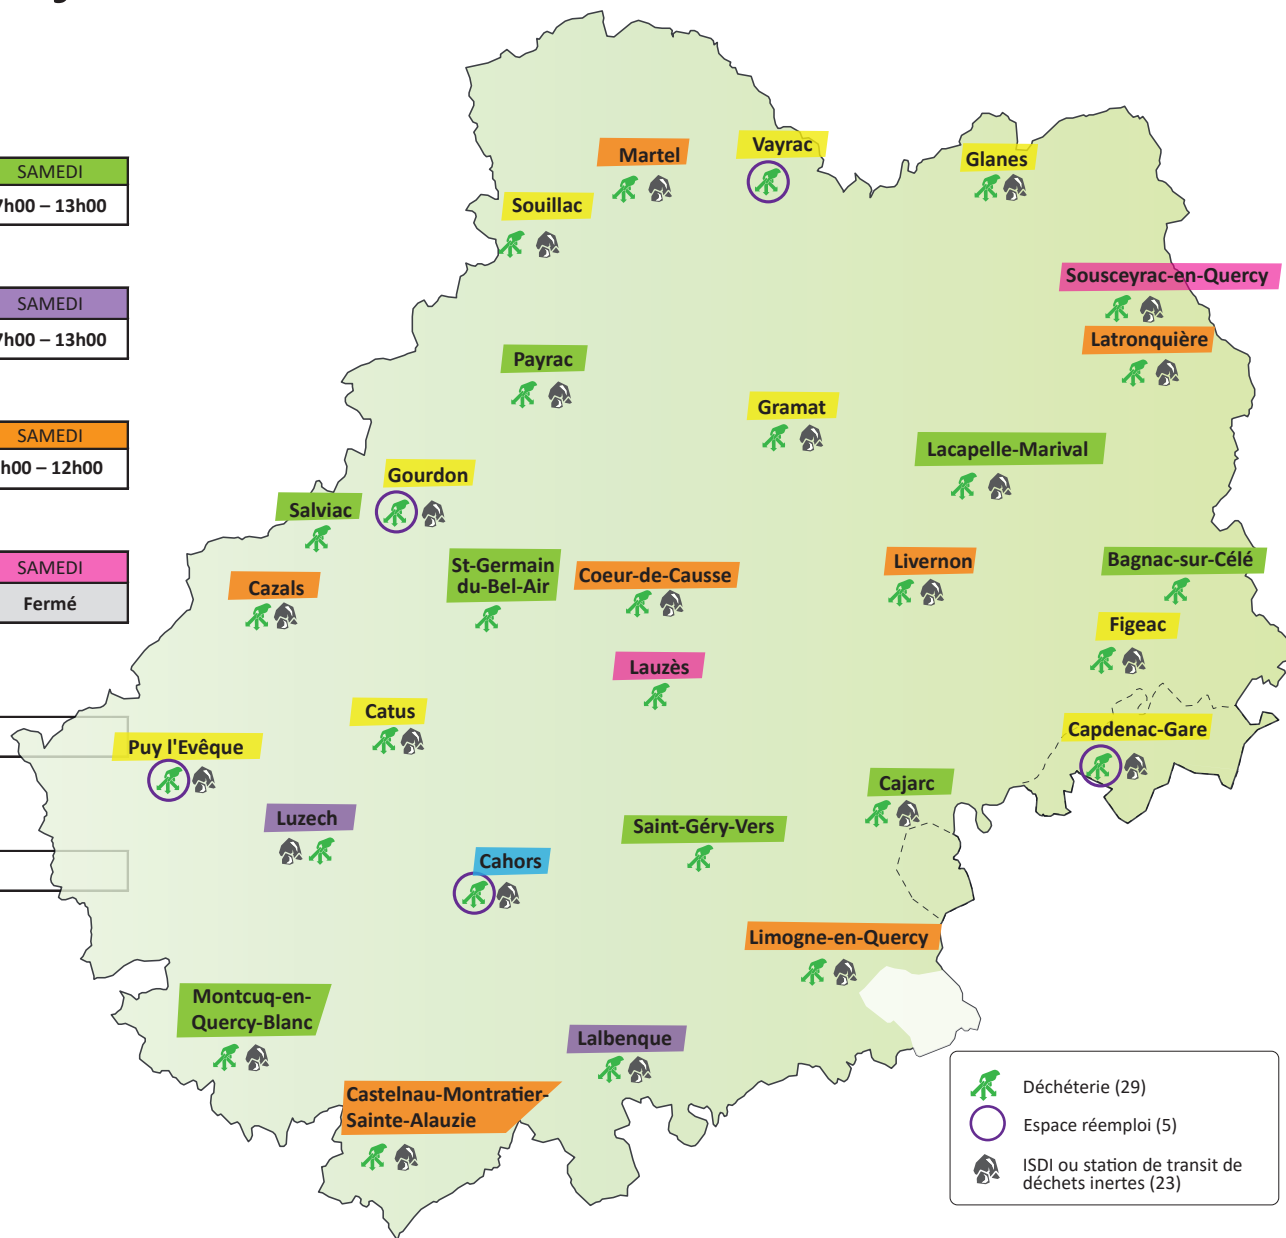 SAMEDI
7h00 – 13h00
SAMEDI
7h00 – 13h00
SAMEDI
h00 – 12h00
SAMEDI
Fermé
Martel
Vayrac
Glanes
Souillac
Sousceyrac-en-Quercy
Latronquière
Payrac
Gramat
Lacapelle-Marival
Gourdon
Salviac
St-Germain
du-Bel-Air
Coeur-de-Causse
Livernon
Bagnac-sur-Célé
Cazals
Figeac
Lauzès
Catus
Capdenac-Gare
Puy l'Evêque
Cajarc
Luzech
Saint-Géry-Vers
Cahors
Limogne-en-Quercy
Montcuq-en-
Quercy-Blanc
Lalbenque
Castelnau-Montratier-
Sainte-Alauzie
Déchéterie (29)
Espace réemploi (5)
ISDI ou station de transit de
déchets inertes (23)